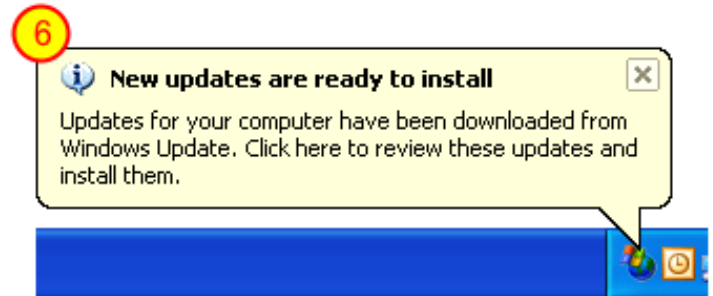 6
New updates are ready to install
Updates for your computer have been downloaded from
Windows Update. Click here to review these updates and
install them.